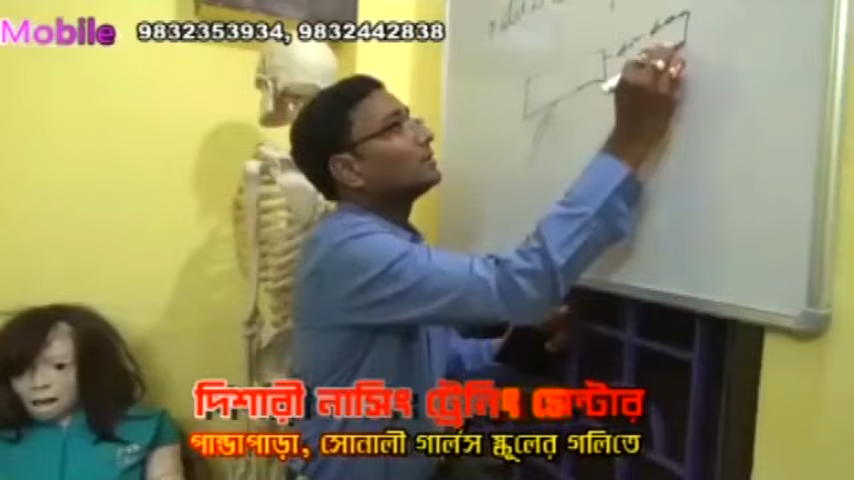 Mobile 9832353934, 9832442838
দিশারী নার্সিং ট্রেনিং সেন্টার
পান্ডাপাড়া, সোনালী গার্লস স্কুলের গলিতে